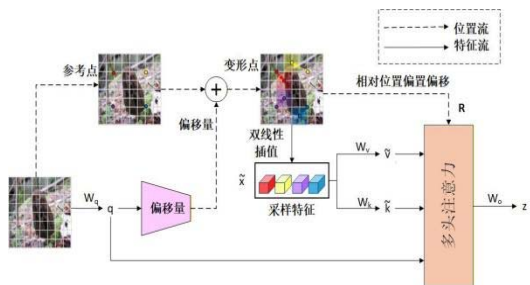 位置流
特征流
参考点
变形点
相对位置偏置偏移
R
偏移量
双线性
插值
W_q
q
偏移量
x̃
采样特征
W_v
ṽ
W_k
k̃
多头注意力
W_o
z